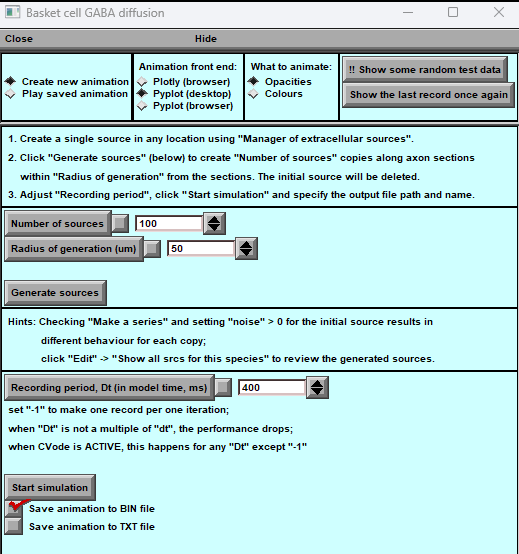 Basket cell GABA diffusion
Close Hide
Create new animation
Play saved animation
Animation front end:
Plotly (browser)
Pyplot (desktop)
Pyplot (browser)
What to animate:
Opacities
Colours
!! Show some random test data
Show the last record once again
1. Create a single source in any location using "Manager of extracellular sources".
2. Click "Generate sources" (below) to create "Number of sources" copies along axon sections
within "Radius of generation" from the sections. The initial source will be deleted.
3. Adjust "Recording period", click "Start simulation" and specify the output file path and name.
Number of sources 100
Radius of generation (um) 50
Generate sources
Hints: Checking "Make a series" and setting "noise" > 0 for the initial source results in
different behaviour for each copy;
click "Edit" -> "Show all srcs for this species" to review the generated sources.
Recording period, Dt (in model time, ms) 400
set "-1" to make one record per one iteration;
when "Dt" is not a multiple of "dt", the performance drops;
when CVode is ACTIVE, this happens for any "Dt" except "-1"
Start simulation
Save animation to BIN file
Save animation to TXT file